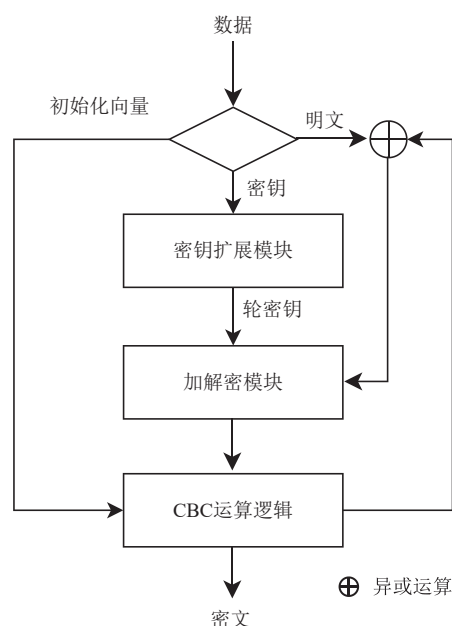 数据
初始化向量
明文
密钥
密钥扩展模块
轮密钥
加解密模块
CBC运算逻辑
异或运算
密文